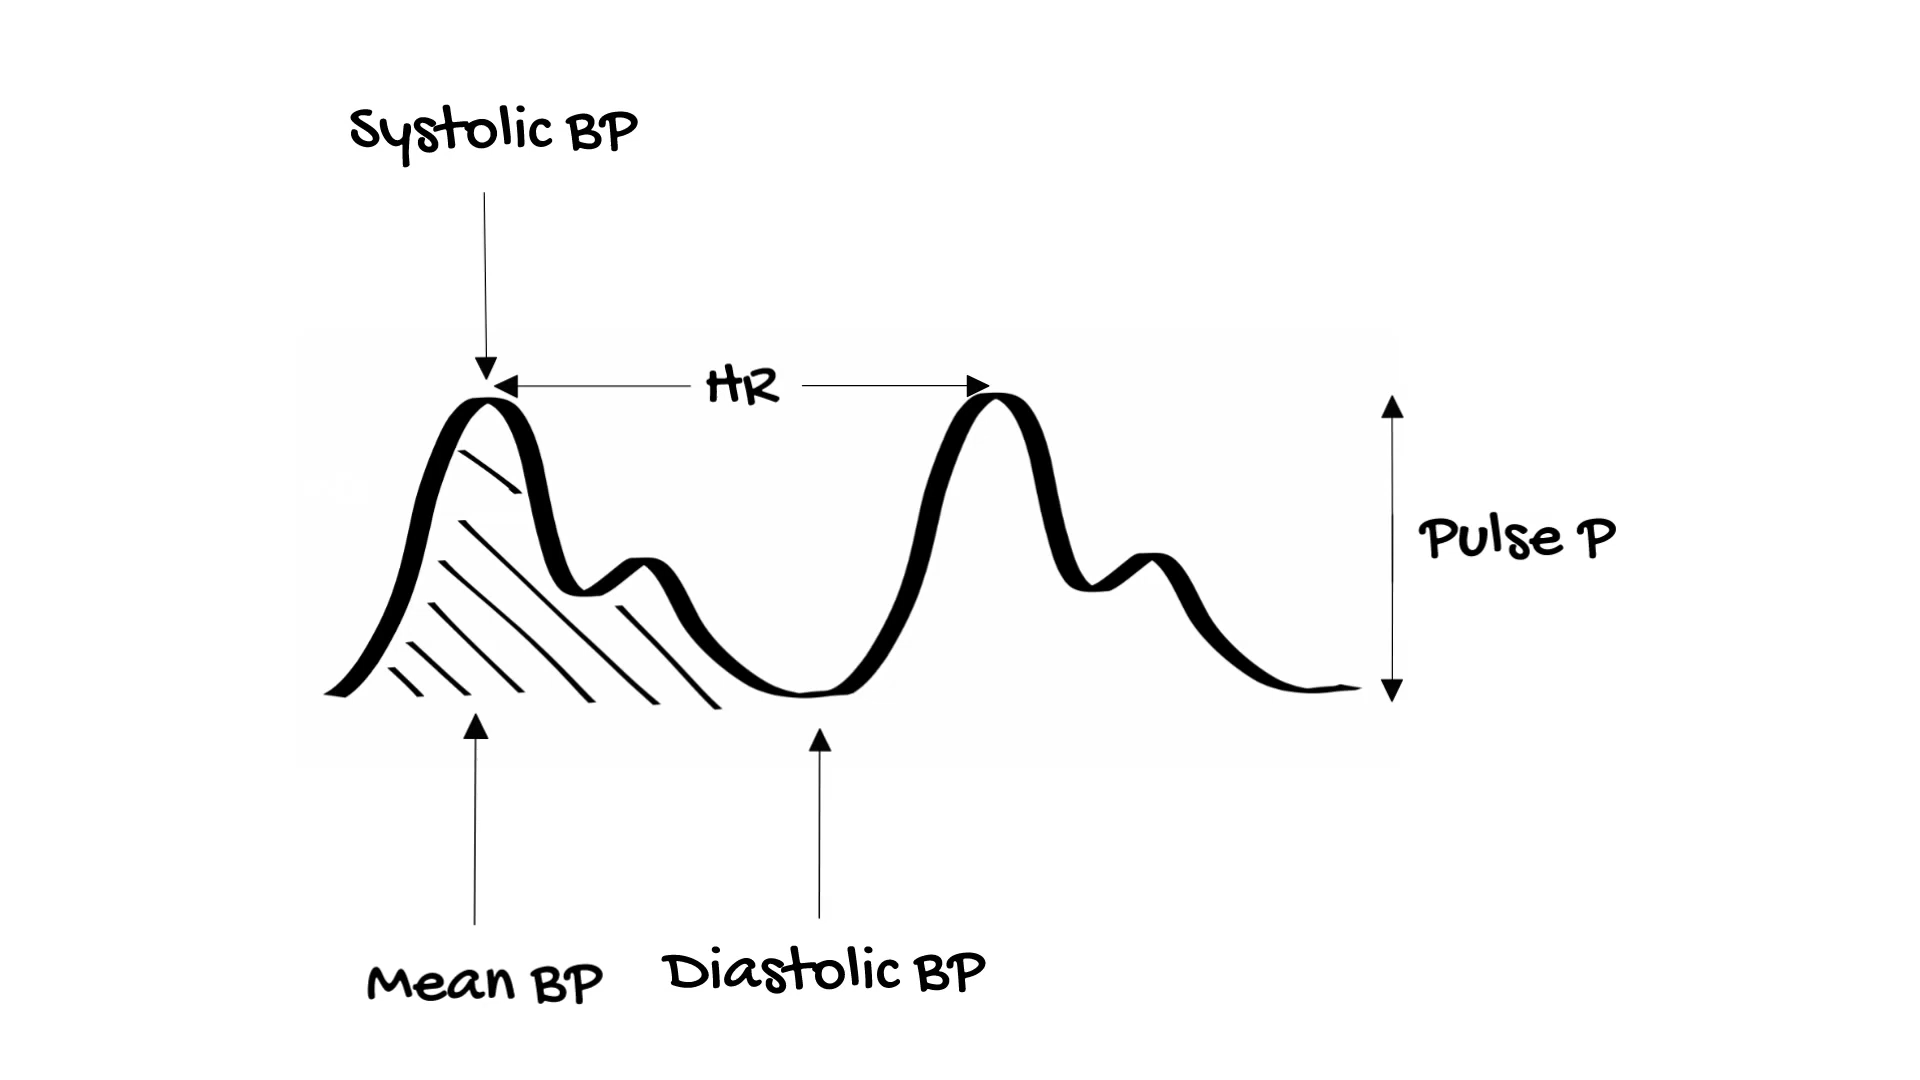 Systolic BP
HR
Pulse P
Mean BP
Diastolic BP